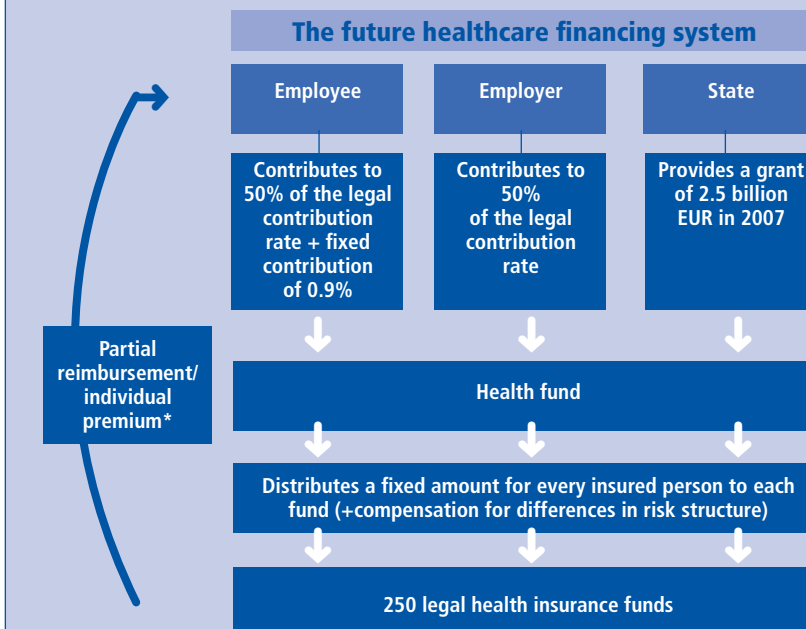 The future healthcare financing system
Employee
Employer
State
Contributes to
50% of the legal
contribution
rate + fixed
contribution
of 0.9%
Contributes to
50%
of the legal
contribution
rate
Provides a grant
of 2.5 billion
EUR in 2007
Partial
reimbursement/
individual
premium*
Health fund
Distributes a fixed amount for every insured person to each
fund (+compensation for differences in risk structure)
250 legal health insurance funds